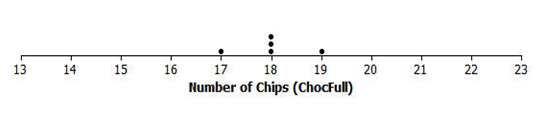 13 14 15 16 17 18 19 20 21 22 23
Number of Chips (ChocFull)